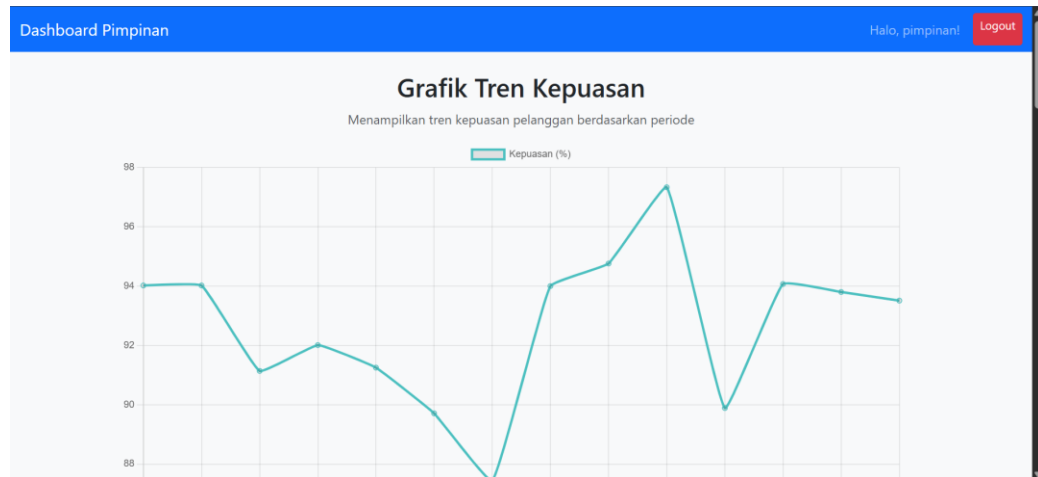 Dashboard Pimpinan
Halo, pimpinan!
Logout
Grafik Tren Kepuasan
Menampilkan tren kepuasan pelanggan berdasarkan periode
Kepuasan (%)
98
96
94
92
90
88